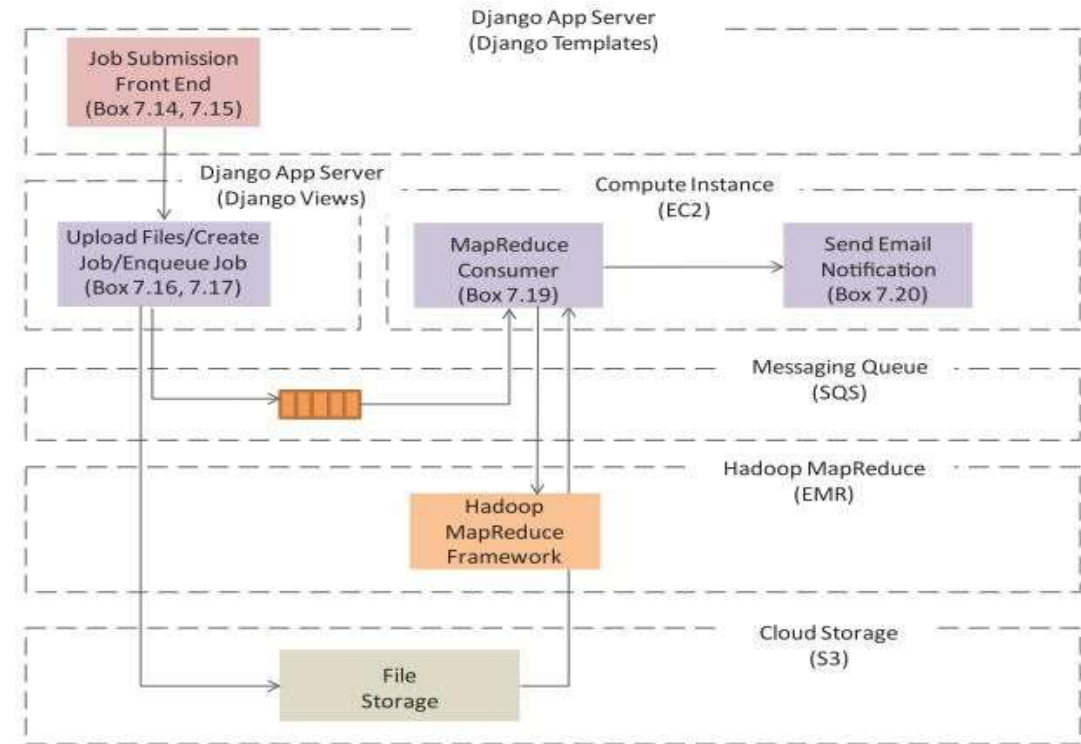 Django App Server
(Django Templates)
Job Submission
Front End
(Box 7.14, 7.15)
Django App Server
(Django Views)
Compute Instance
(EC2)
Upload Files/Create
Job/Enqueue Job
(Box 7.16, 7.17)
MapReduce
Consumer
(Box 7.19)
Send Email
Notification
(Box 7.20)
Messaging Queue
(SQS)
Hadoop MapReduce
(EMR)
Hadoop
MapReduce
Framework
Cloud Storage
(S3)
File
Storage